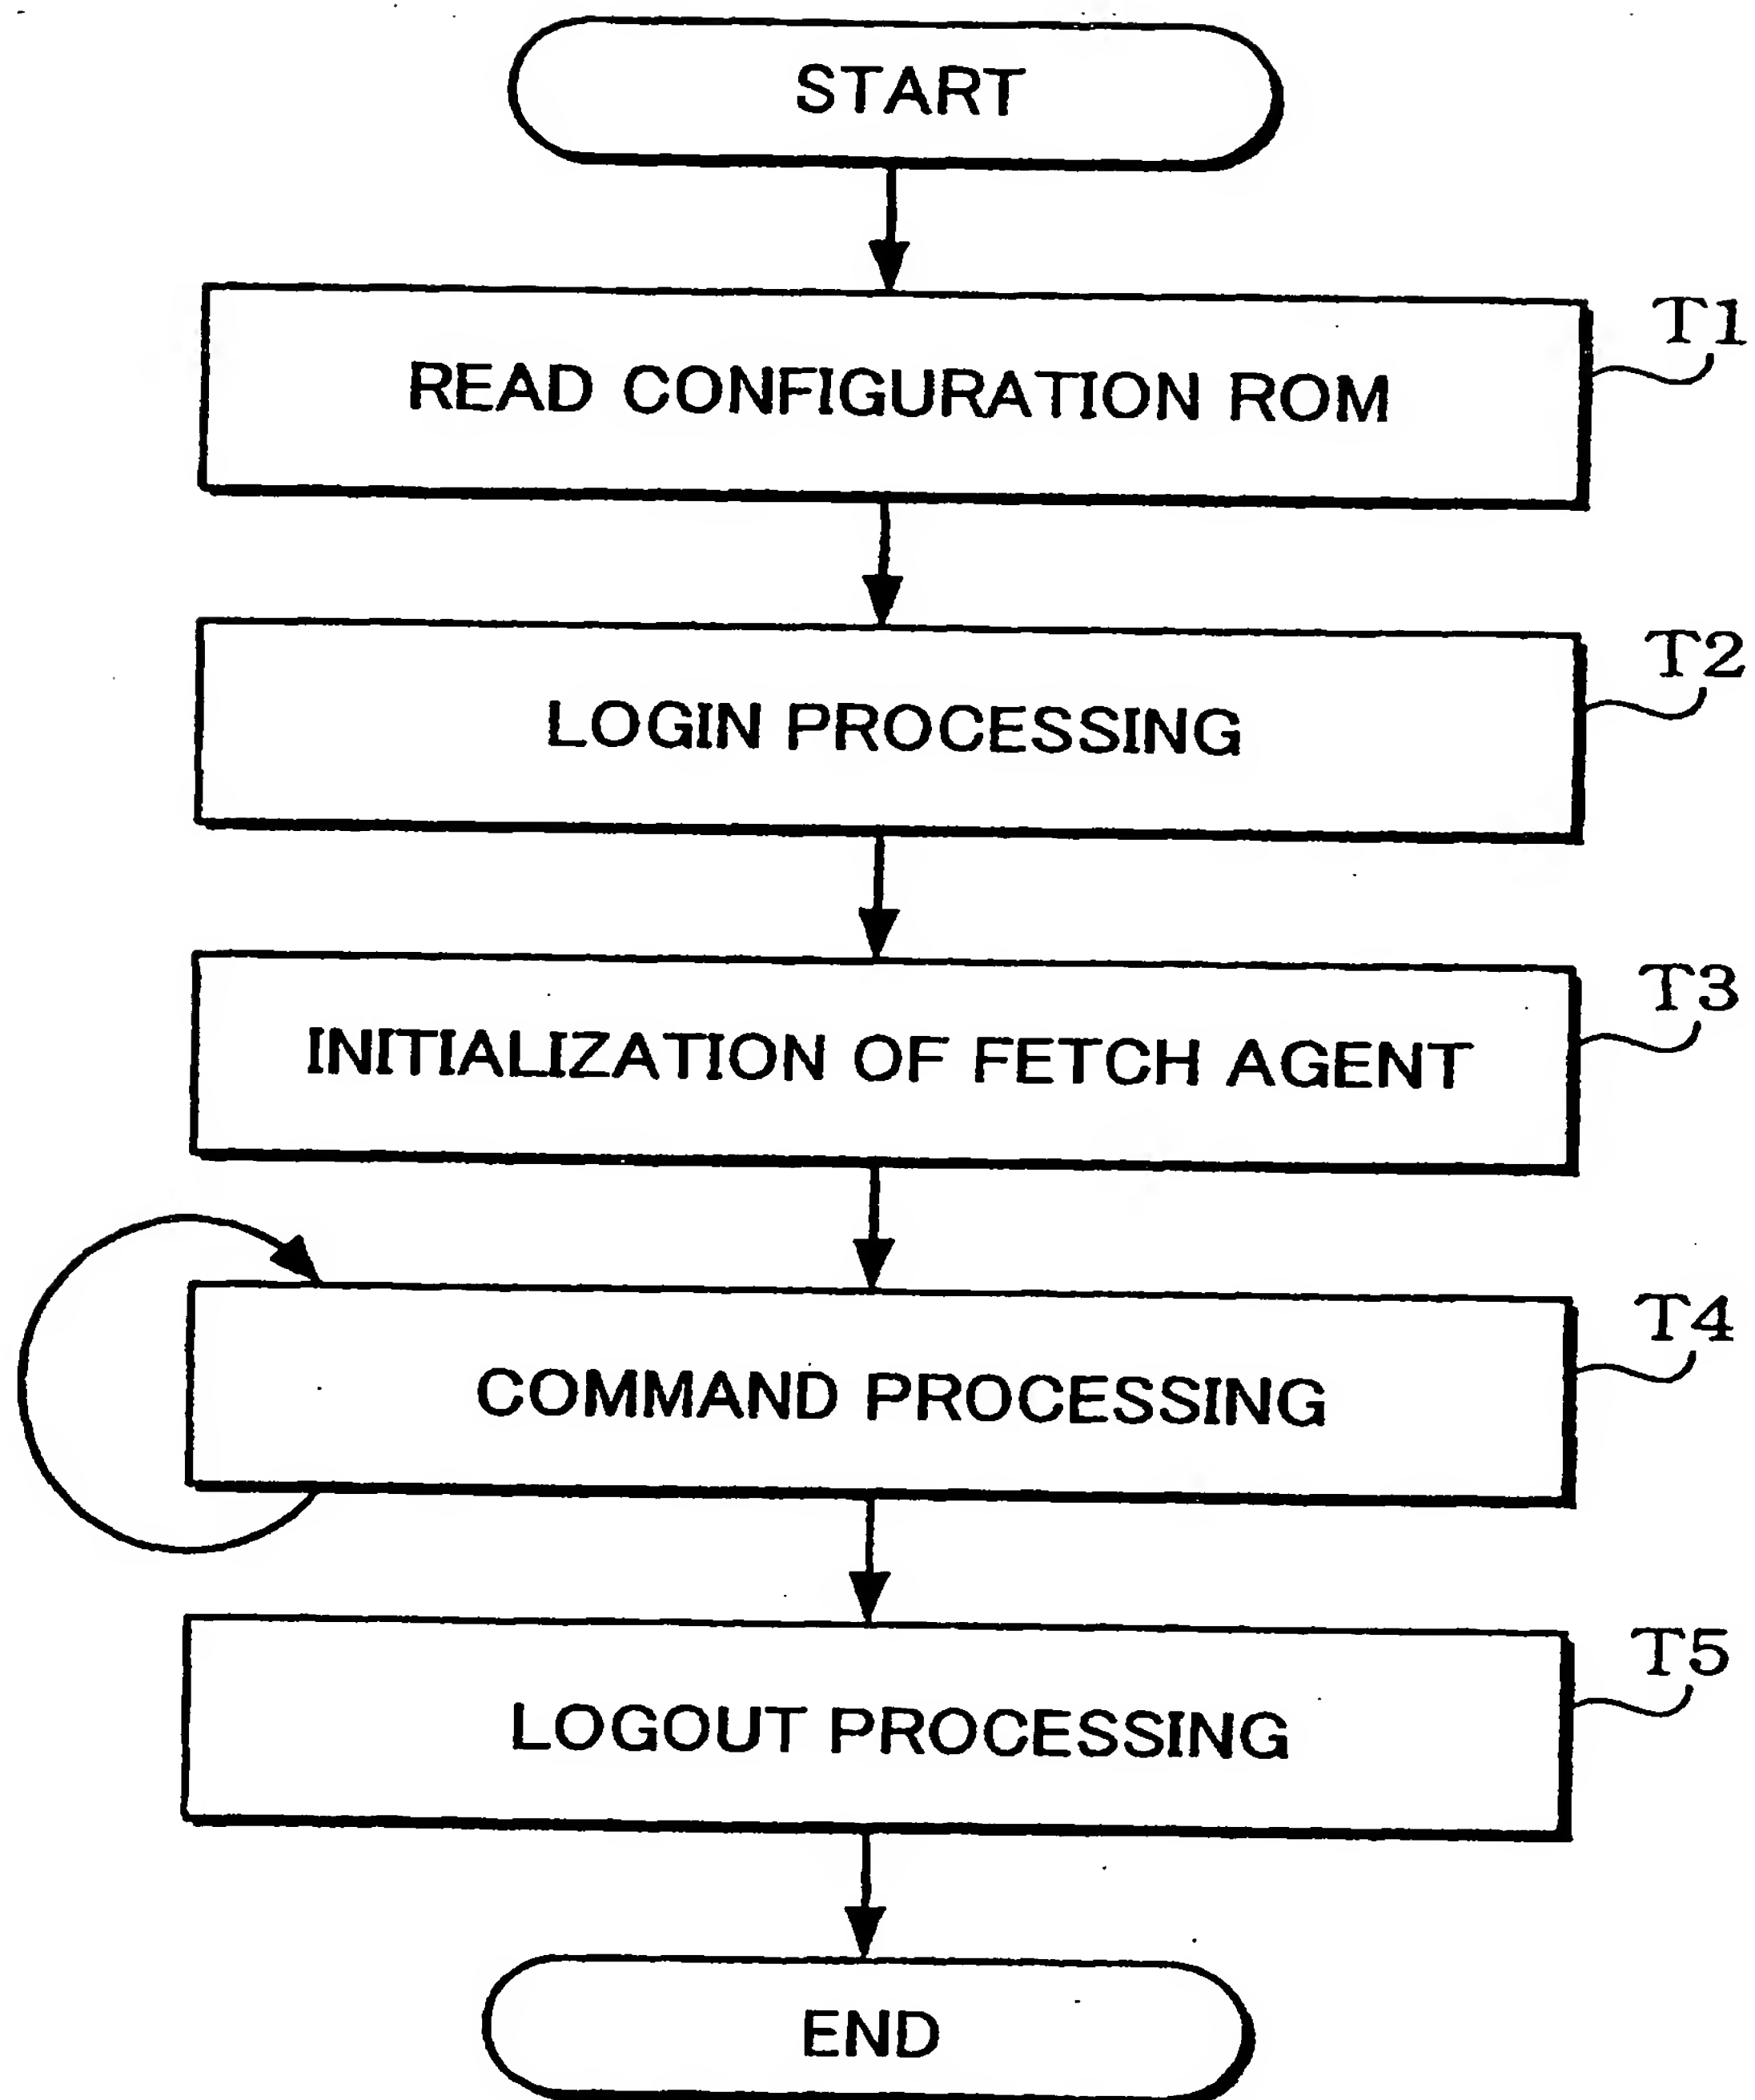 START
READ CONFIGURATION ROM
T1
LOGIN PROCESSING
T2
INITIALIZATION OF FETCH AGENT
T3
COMMAND PROCESSING
T4
LOGOUT PROCESSING
T5
END